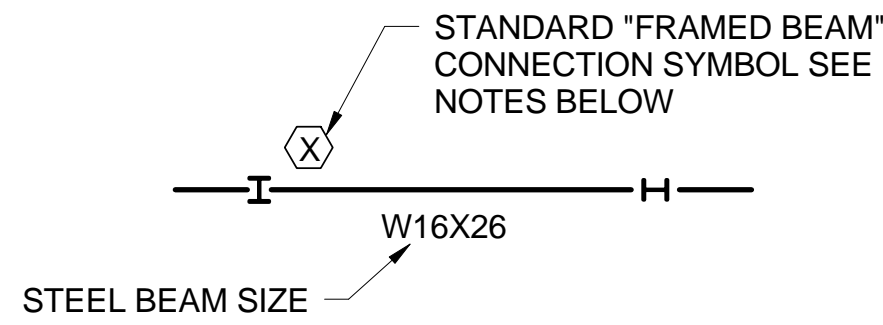 STANDARD "FRAMED BEAM"
CONNECTION SYMBOL SEE
NOTES BELOW
X
W16X26
STEEL BEAM SIZE